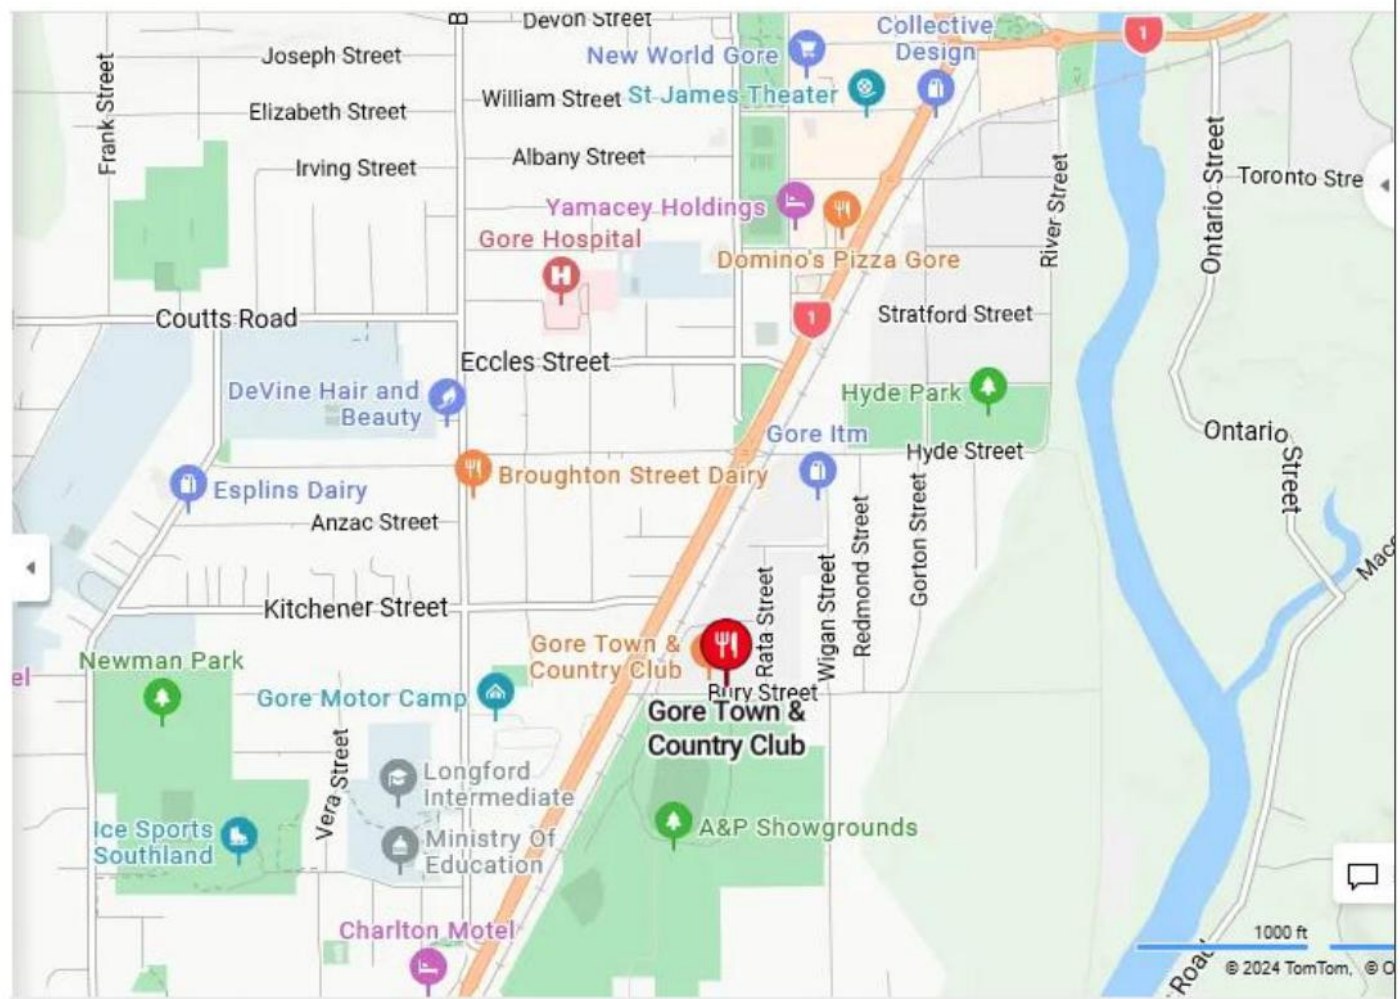 B
Devon Street
Collective
Design
1
Joseph Street
New World Gore
Frank Street
Elizabeth Street
William Street
St James Theater
Irving Street
Albany Street
River Street
Ontario Street
Toronto Stre
Yamacey Holdings
Gore Hospital
H
Domino's Pizza Gore
Coutts Road
1
Stratford Street
Eccles Street
DeVine Hair and
Beauty
Hyde Park
Gore Itm
Ontario Street
Hyde Street
Broughton Street Dairy
Esplins Dairy
Anzac Street
Rata Street
Wigan Street
Redmond Street
Gorton Street
Macc
Kitchener Street
Gore Town &
Country Club
Newman Park
el
Gore Motor Camp
Bury Street
Gore Town &
Country Club
Vera Street
Longford
Intermediate
Ice Sports
Southland
Ministry Of
Education
A&P Showgrounds
Charlton Motel
1000 ft
Road
© 2024 TomTom, © O